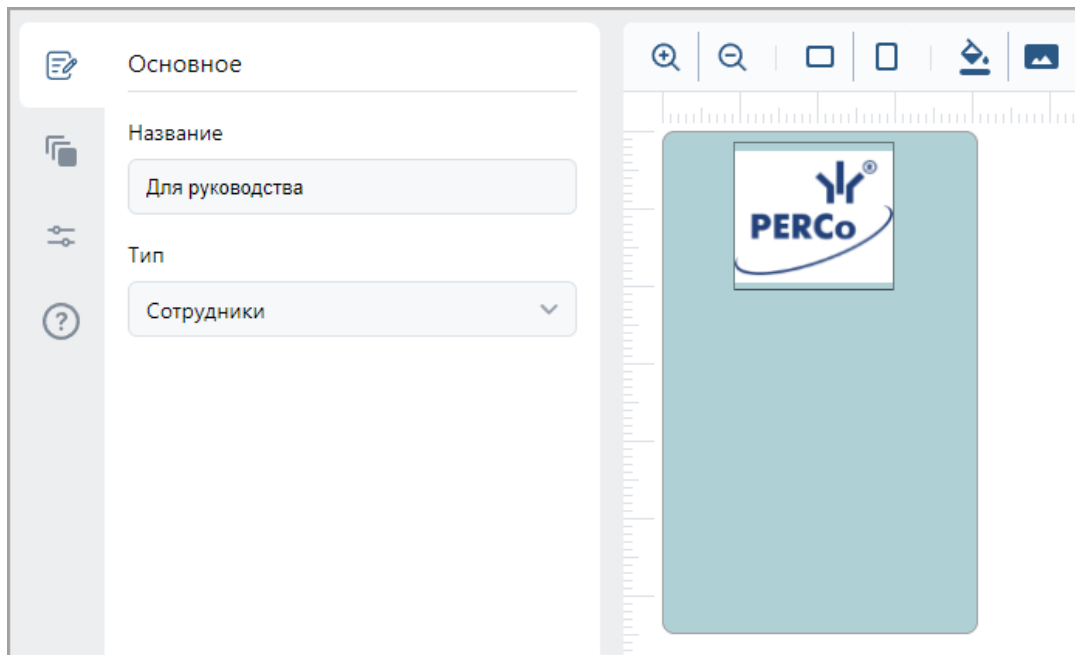 Основное
Название
Для руководства
Тип
Сотрудники
?
PERCo®